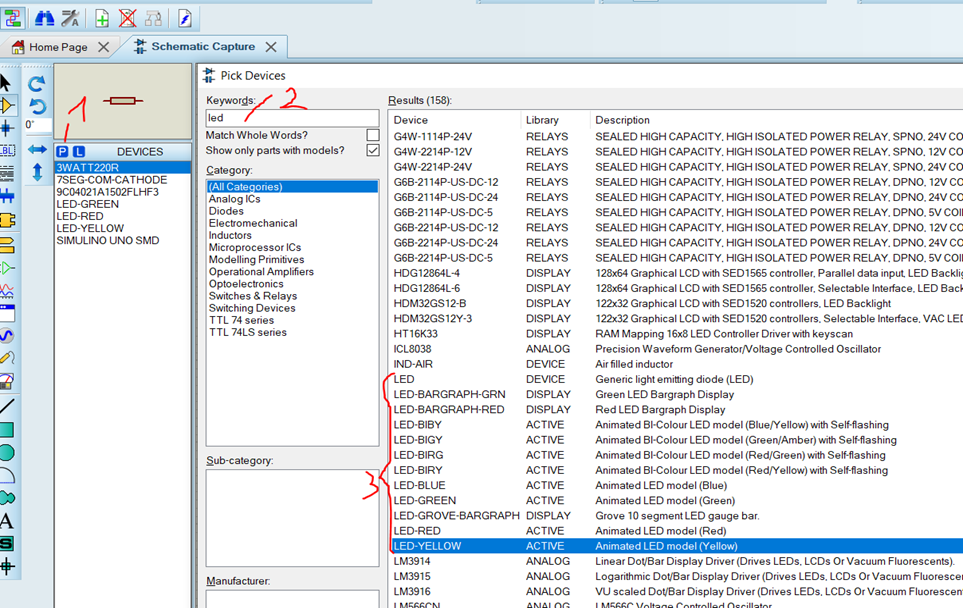 Home Page
Schematic Capture
Pick Devices
1
0°
LBL
P L DEVICES
3WATT220R
7SEG-COM-CATHODE
9C04021A1502FLHF3
LED-GREEN
LED-RED
LED-YELLOW
SIMULINO UNO SMD
A
S
Keywords:
2
led
Match Whole Words?
Show only parts with models?
Category:
(All Categories)
Analog ICs
Diodes
Electromechanical
Inductors
Microprocessor ICs
Modelling Primitives
Operational Amplifiers
Optoelectronics
Switches & Relays
Switching Devices
TTL 74 series
TTL 74LS series
Sub-category:
3
Manufacturer:
Results (158):
Device Library Description
G4W-1114P-24V RELAYS SEALED HIGH CAPACITY, HIGH ISOLATED POWER RELAY, SPNO, 24V CO
G4W-2214P-12V RELAYS SEALED HIGH CAPACITY, HIGH ISOLATED POWER RELAY, SPNO, 12V CO
G4W-2214P-24V RELAYS SEALED HIGH CAPACITY, HIGH ISOLATED POWER RELAY, SPNO, 24V CO
G6B-2114P-US-DC-12 RELAYS SEALED HIGH CAPACITY, HIGH ISOLATED POWER RELAY, DPNO, 12V C
G6B-2114P-US-DC-24 RELAYS SEALED HIGH CAPACITY, HIGH ISOLATED POWER RELAY, DPNO, 24V C
G6B-2114P-US-DC-5 RELAYS SEALED HIGH CAPACITY, HIGH ISOLATED POWER RELAY, DPNO, 5V COI
G6B-2214P-US-DC-12 RELAYS SEALED HIGH CAPACITY, HIGH ISOLATED POWER RELAY, DPNO, 12V C
G6B-2214P-US-DC-24 RELAYS SEALED HIGH CAPACITY, HIGH ISOLATED POWER RELAY, DPNO, 24V C
G6B-2214P-US-DC-5 RELAYS SEALED HIGH CAPACITY, HIGH ISOLATED POWER RELAY, DPNO, 5V COI
HDG12864L-4 DISPLAY 128x64 Graphical LCD with SED1565 controller, Parallel data input, LED Backlig
HDG12864L-6 DISPLAY 128x64 Graphical LCD with SED1565 controller, Selectable Interface, LED Back
HDM32GS12-B DISPLAY 122x32 Graphical LCD with SED1520 controllers, LED Backlight
HDM32GS12Y-3 DISPLAY 122x32 Graphical LCD with SED1520 controllers, Selectable Interface, VAC LE
HT16K33 DISPLAY RAM Mapping 16x8 LED Controller Driver with keyscan
ICL8038 ANALOG Precision Waveform Generator/Voltage Controlled Oscillator
IND-AIR DEVICE Air filled inductor
LED DEVICE Generic light emitting diode (LED)
LED-BARGRAPH-GRN DISPLAY Green LED Bargraph Display
LED-BARGRAPH-RED DISPLAY Red LED Bargraph Display
LED-BIBY ACTIVE Animated BI-Colour LED model (Blue/Yellow) with Self-flashing
LED-BIGY ACTIVE Animated BI-Colour LED model (Green/Amber) with Self-flashing
LED-BIRG ACTIVE Animated BI-Colour LED model (Red/Green) with Self-flashing
LED-BIRY ACTIVE Animated BI-Colour LED model (Red/Yellow) with Self-flashing
LED-BLUE ACTIVE Animated LED model (Blue)
LED-GREEN ACTIVE Animated LED model (Green)
LED-GROVE-BARGRAPH DISPLAY Grove 10 segment LED gauge bar.
LED-RED ACTIVE Animated LED model (Red)
LED-YELLOW ACTIVE Animated LED model (Yellow)
LM3914 ANALOG Linear Dot/Bar Display Driver (Drives LEDs, LCDs Or Vacuum Fluorescents).
LM3915 ANALOG Logarithmic Dot/Bar Display Driver (Drives LEDs, LCDs Or Vacuum Fluorescen
LM3916 ANALOG VU scaled Dot/Bar Display Driver (Drives LEDs, LCDs Or Vacuum Fluorescent
LM566CN ANALOG LM566C Voltage Controlled Oscillator